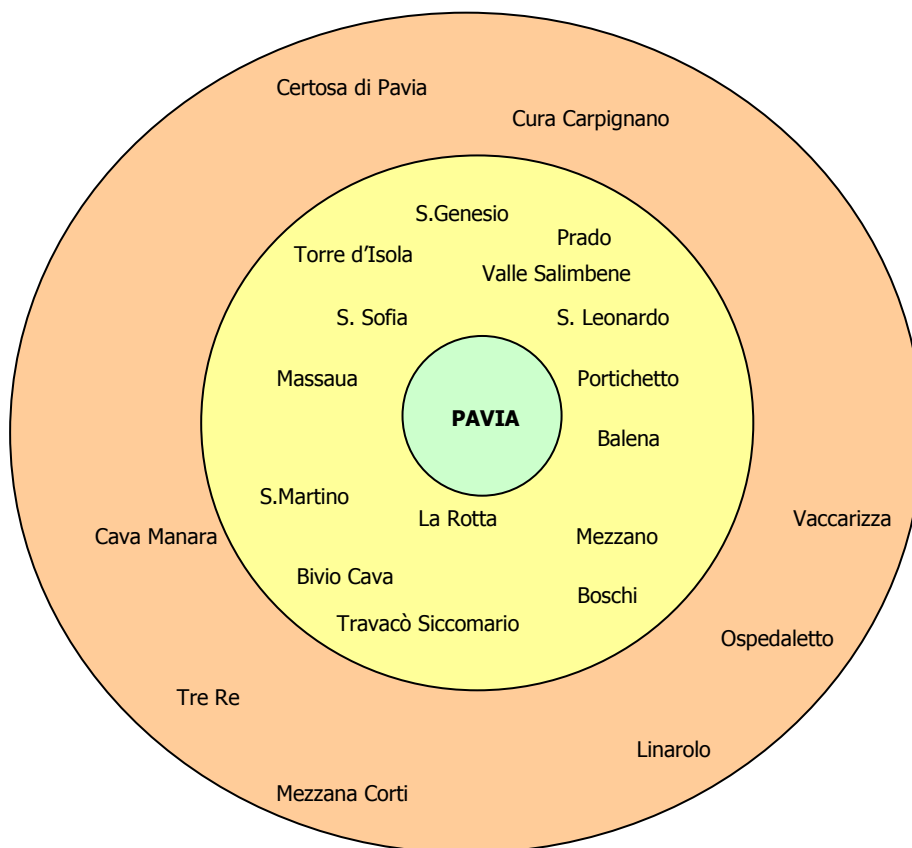 Certosa di Pavia
Cura Carpignano
S.Genesio
Prado
Torre d'Isola
Valle Salimbene
S. Sofia
S. Leonardo
Massaua
Portichetto
PAVIA
Balena
S.Martino
La Rotta
Vaccarizza
Cava Manara
Mezzano
Bivio Cava
Boschi
Travacò Siccomario
Ospedaletto
Tre Re
Linarolo
Mezzana Corti